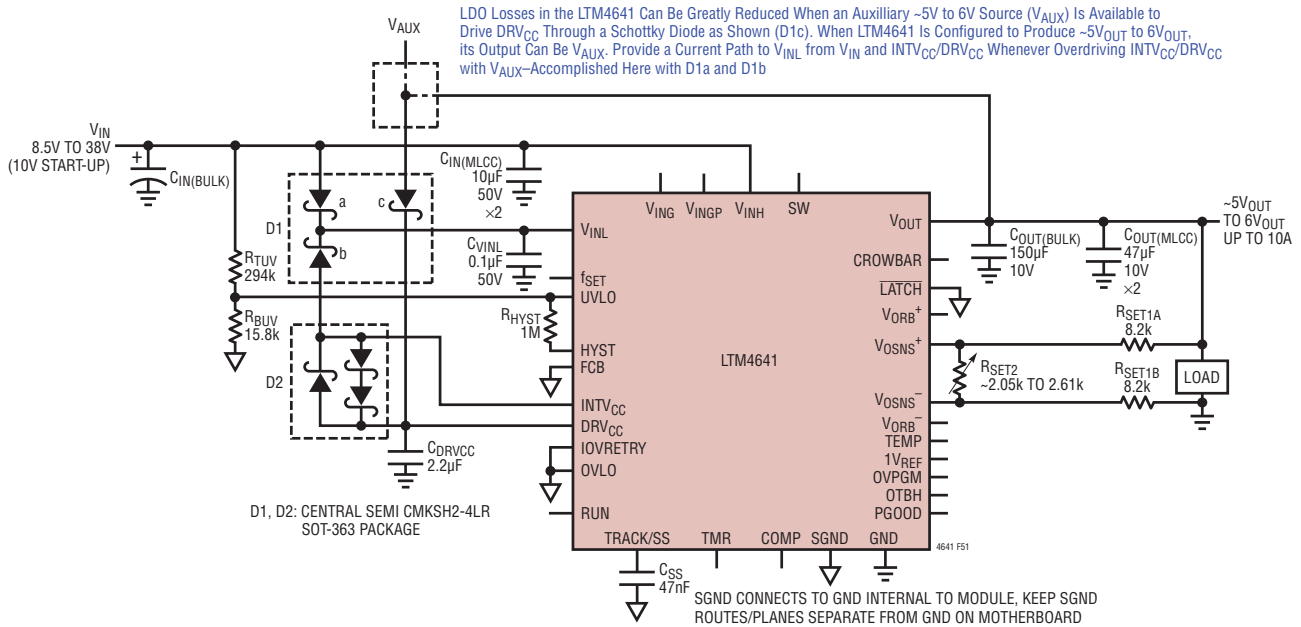 LDO Losses in the LTM4641 Can Be Greatly Reduced When an Auxilliary ~5V to 6V Source (VAUX) Is Available to
Drive DRVCC Through a Schottky Diode as Shown (D1c). When LTM4641 Is Configured to Produce ~5VOUT to 6VOUT,
its Output Can Be VAUX. Provide a Current Path to VINL from VIN and INTVCC/DRVCC Whenever Overdriving INTVCC/DRVCC
with VAUX–Accomplished Here with D1a and D1b
VAUX
VIN
8.5V TO 38V
(10V START-UP)
+
CIN(BULK)
CIN(MLCC)
10µF
50V
×2
D1
a
b
c
CVINL
0.1µF
50V
RTUV
294k
RBUV
15.8k
RHYST
1M
D2
CDRVCC
2.2µF
D1, D2: CENTRAL SEMI CMKSH2-4LR
SOT-363 PACKAGE
VING
VINGP
VINH
SW
VINL
fSET
UVLO
HYST
FCB
INTVCC
DRVCC
IOVRETRY
OVLO
RUN
LTM4641
VOUT
CROWBAR
LATCH
VORB+
VOSNS+
VOSNS–
VORB–
TEMP
1VREF
OVPGM
OTBH
PGOOD
TRACK/SS
TMR
COMP
SGND
GND
4641 F51
CSS
47nF
COUT(BULK)
150µF
10V
COUT(MLCC)
47µF
10V
×2
~5VOUT
TO 6VOUT
UP TO 10A
RSET1A
8.2k
RSET2
~2.05k TO 2.61k
RSET1B
8.2k
LOAD
SGND CONNECTS TO GND INTERNAL TO MODULE, KEEP SGND
ROUTES/PLANES SEPARATE FROM GND ON MOTHERBOARD